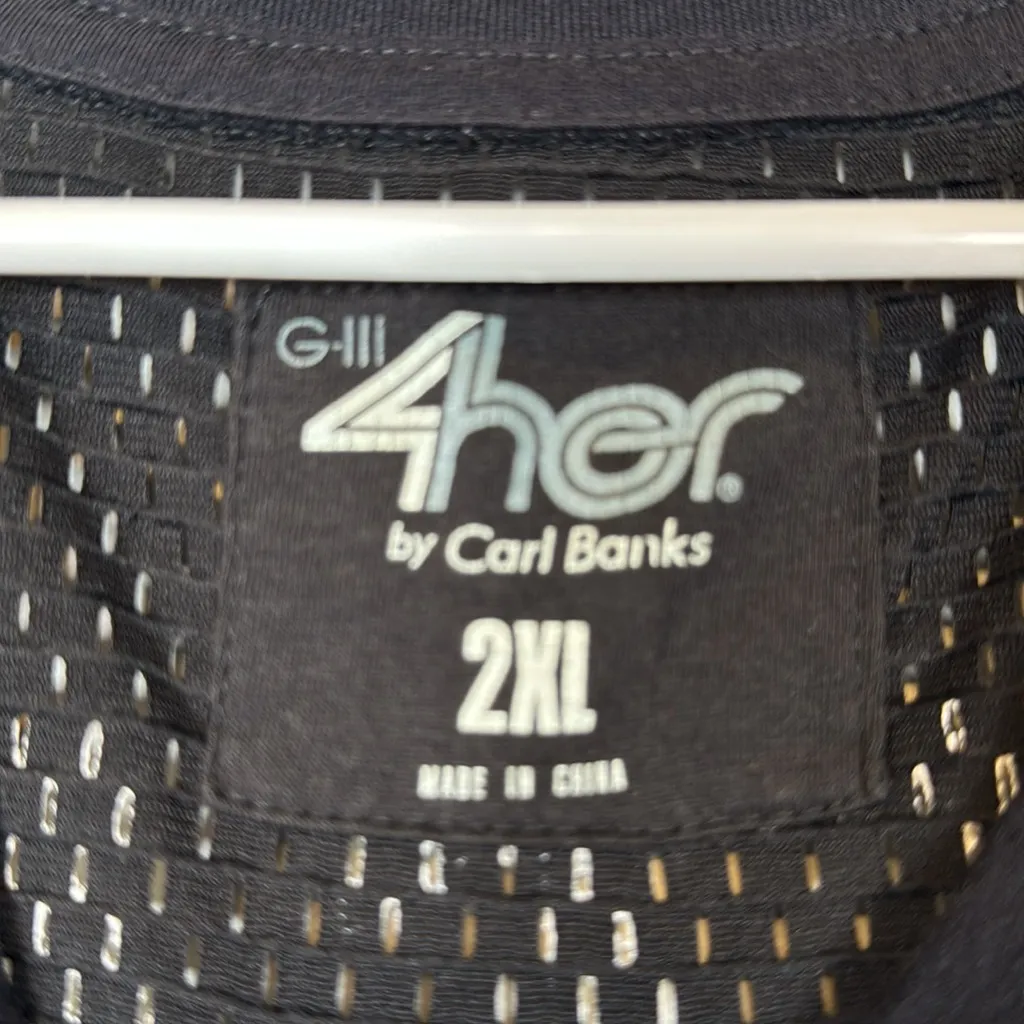 G-III
4her®
by Carl Banks
2XL
MADE IN CHINA